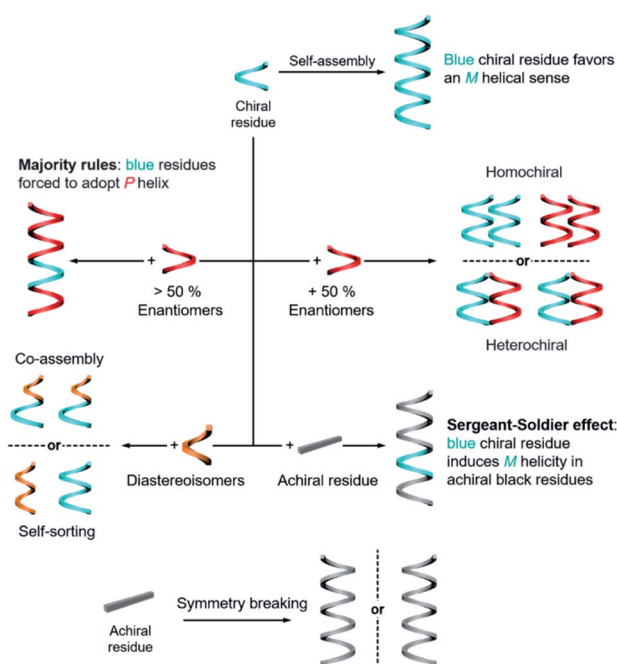 Self-assembly
Blue chiral residue favors
an M helical sense
Chiral
residue
Majority rules: blue residues
forced to adopt P helix
Homochiral
+
> 50 %
Enantiomers
+
+ 50 %
Enantiomers
or
Heterochiral
Co-assembly
or
Self-sorting
+
Diastereoisomers
+
Achiral residue
Sergeant-Soldier effect:
blue chiral residue
induces M helicity in
achiral black residues
Achiral
residue
Symmetry breaking
or